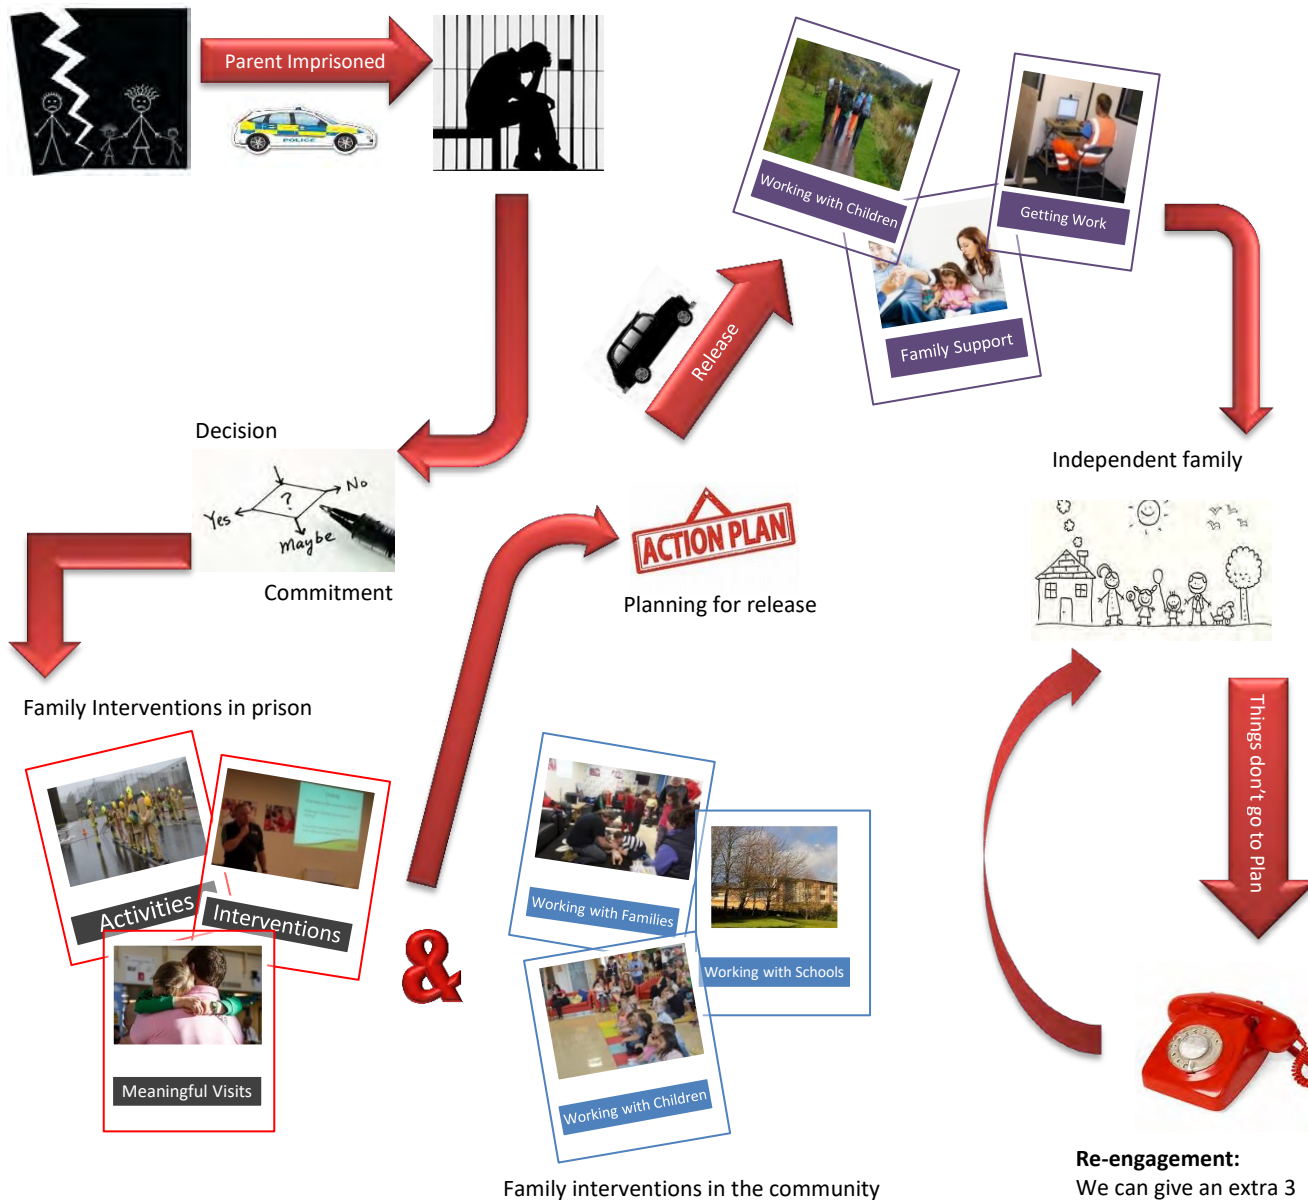 Parent Imprisoned
POLICE
Working with Children
Getting Work
Family Support
Release
Decision
?
No
Yes
Maybe
Commitment
ACTION PLAN
Planning for release
Independent family
Things don't go to Plan
Family Interventions in prison
Activities
Interventions
Meaningful Visits
&
Working with Families
Working with Schools
Working with Children
Family interventions in the community
Re-engagement:
We can give an extra 3